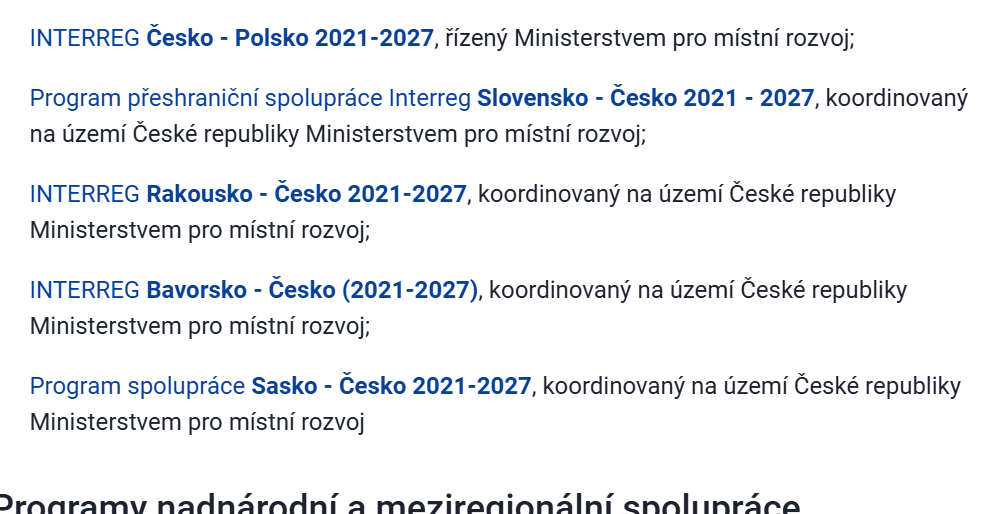 INTERREG Česko - Polsko 2021-2027, řízený Ministerstvem pro místní rozvoj;
Program přeshraniční spolupráce Interreg Slovensko - Česko 2021 - 2027, koordinovaný
na území České republiky Ministerstvem pro místní rozvoj;
INTERREG Rakousko - Česko 2021-2027, koordinovaný na území České republiky
Ministerstvem pro místní rozvoj;
INTERREG Bavorsko - Česko (2021-2027), koordinovaný na území České republiky
Ministerstvem pro místní rozvoj;
Program spolupráce Sasko - Česko 2021-2027, koordinovaný na území České republiky
Ministerstvem pro místní rozvoj
Programy nadnárodní a meziregionální spolupráce